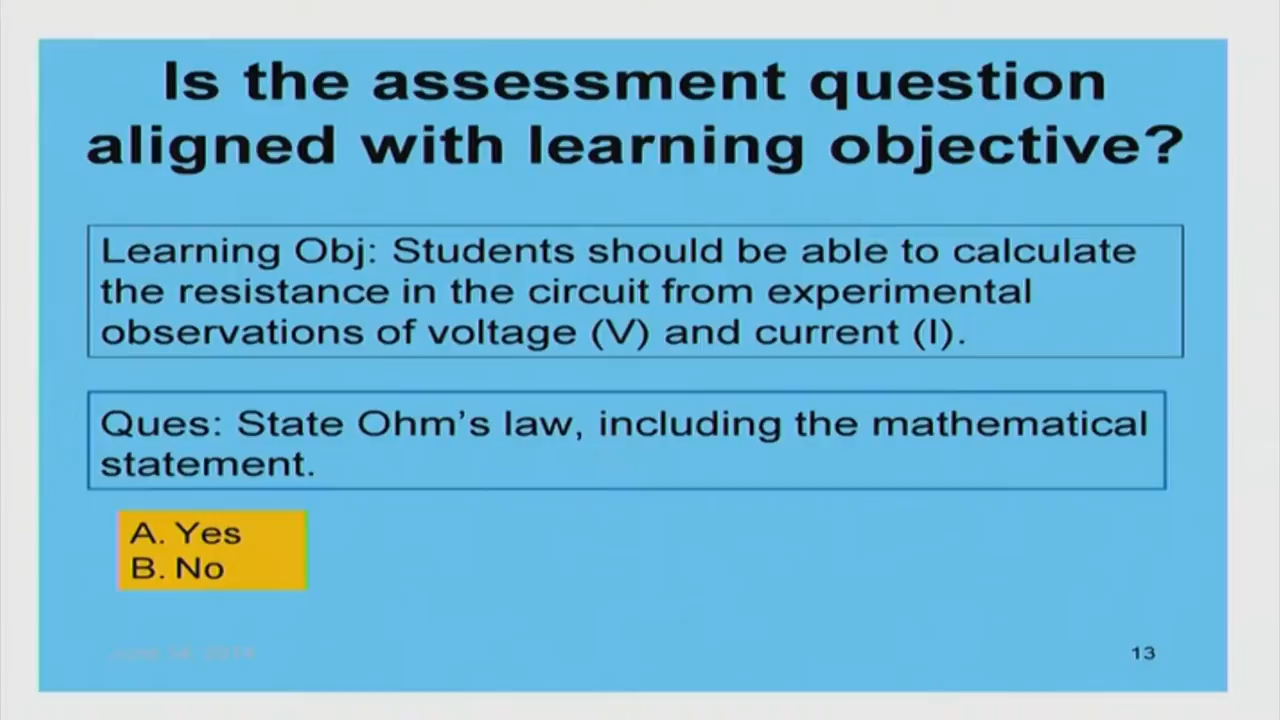 Is the assessment question
aligned with learning objective?
Learning Obj: Students should be able to calculate
the resistance in the circuit from experimental
observations of voltage (V) and current (I).
Ques: State Ohm's law, including the mathematical
statement.
A. Yes
B. No
13